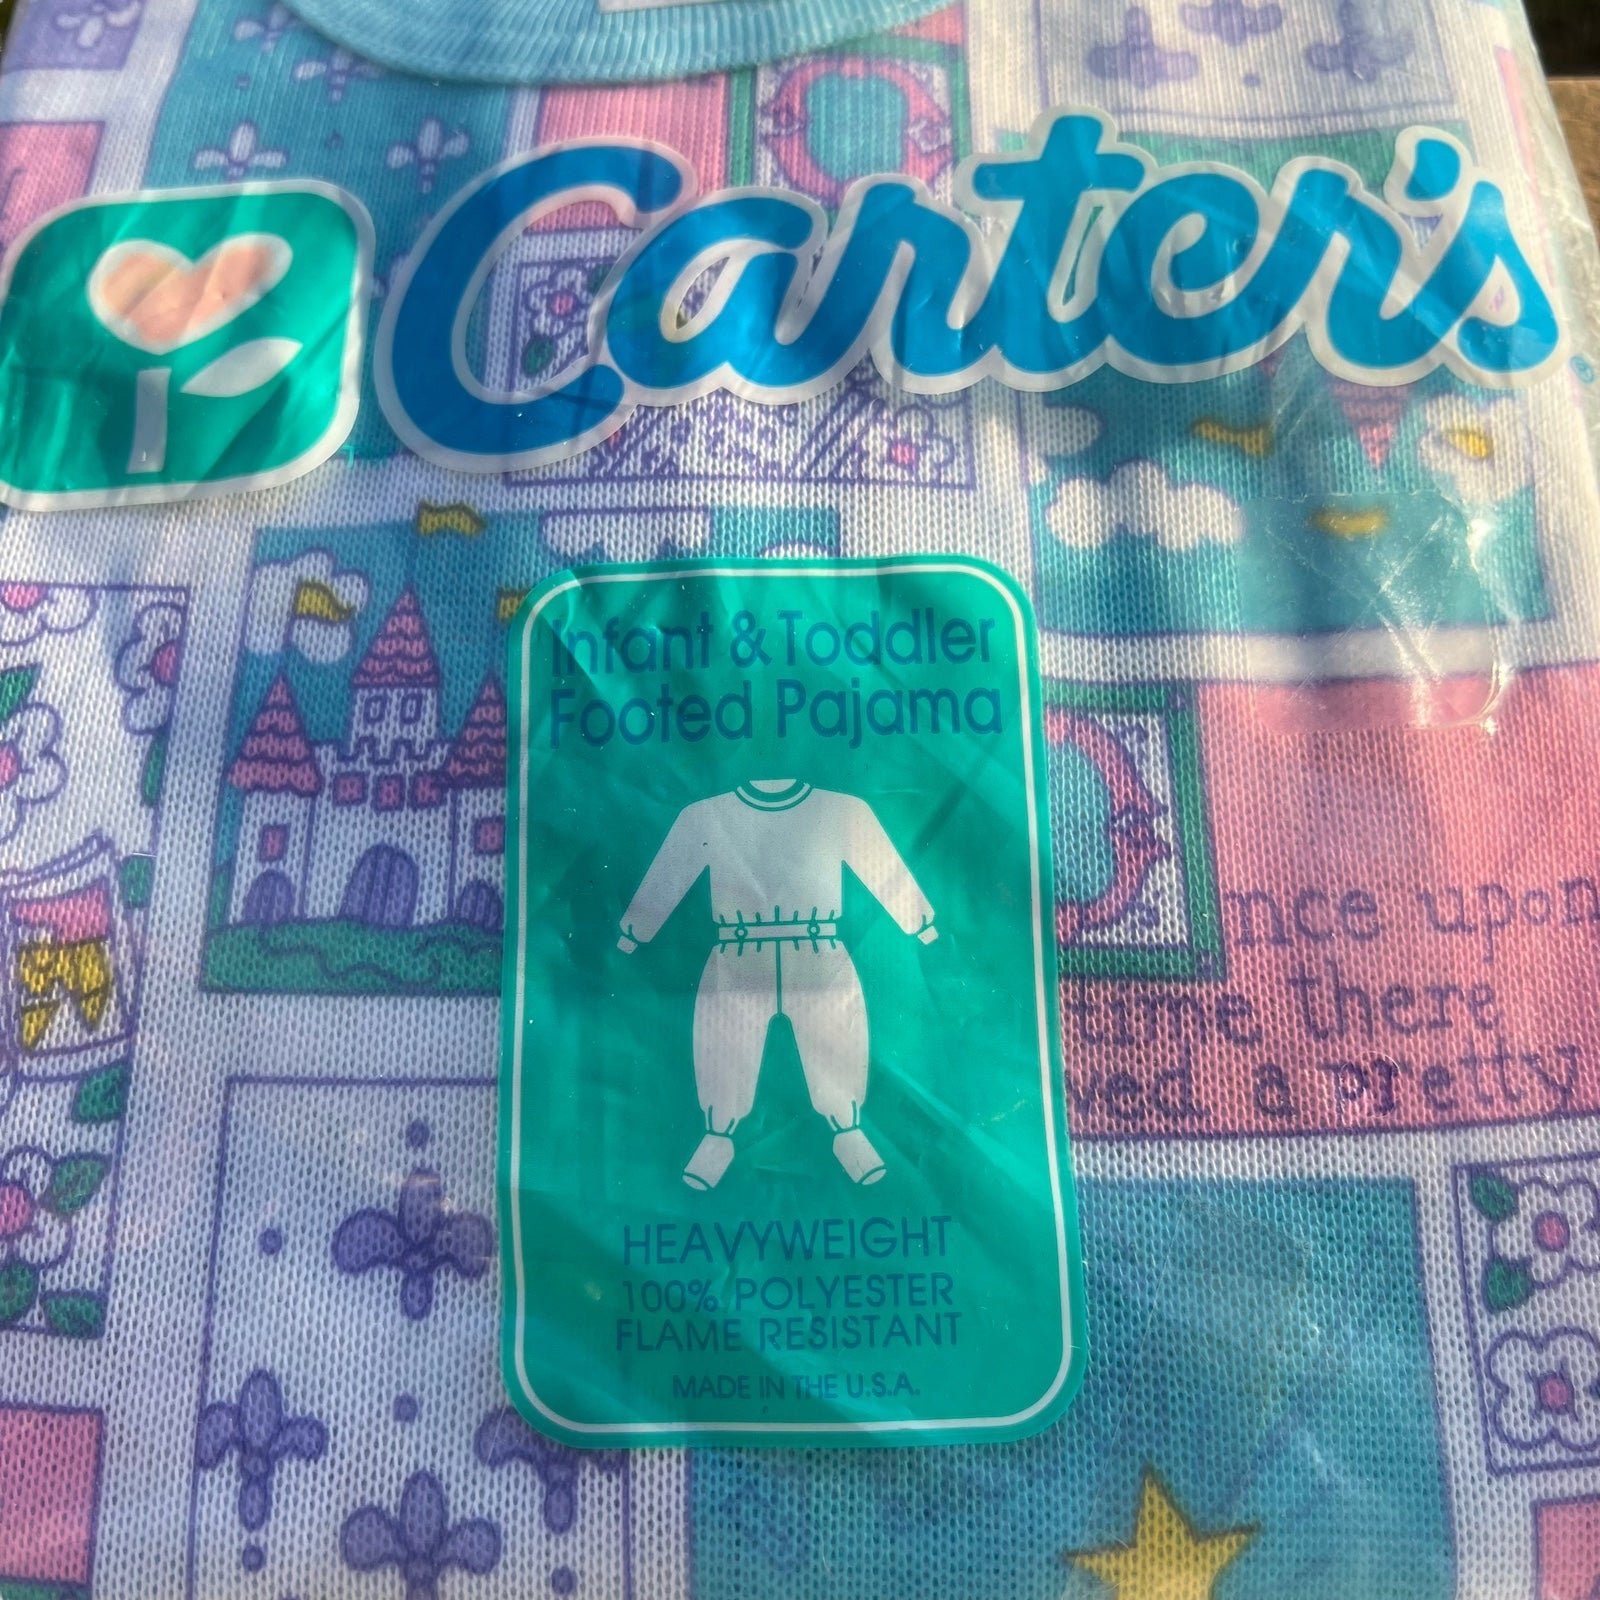 Carter's
Infant & Toddler
Footed Pajama
nce upon
time there
ved a pretty
HEAVYWEIGHT
100% POLYESTER
FLAME RESISTANT
MADE IN THE U.S.A.